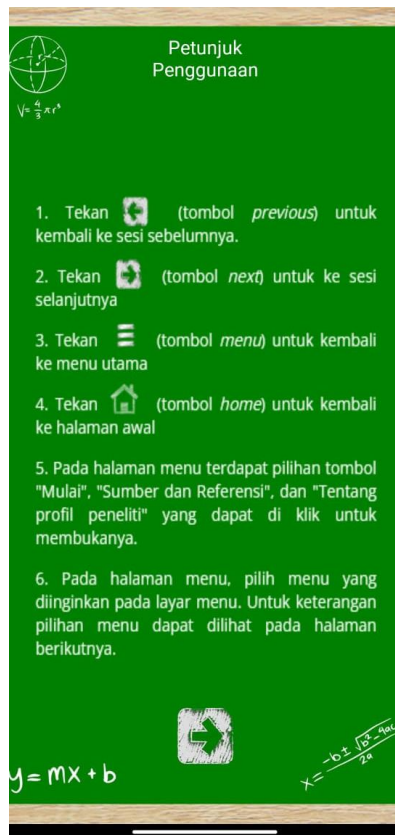 Petunjuk
Penggunaan
V= 4/3 πr³
1. Tekan (tombol previous) untuk
kembali ke sesi sebelumnya.
2. Tekan (tombol next) untuk ke sesi
selanjutnya
3. Tekan (tombol menu) untuk kembali
ke menu utama
4. Tekan (tombol home) untuk kembali
ke halaman awal
5. Pada halaman menu terdapat pilihan tombol
"Mulai", "Sumber dan Referensi", dan "Tentang
profil peneliti" yang dapat di klik untuk
membukanya.
6. Pada halaman menu, pilih menu yang
diinginkan pada layar menu. Untuk keterangan
pilihan menu dapat dilihat pada halaman
berikutnya.
y = mx + b
x = -b ± √b²-4ac / 2a